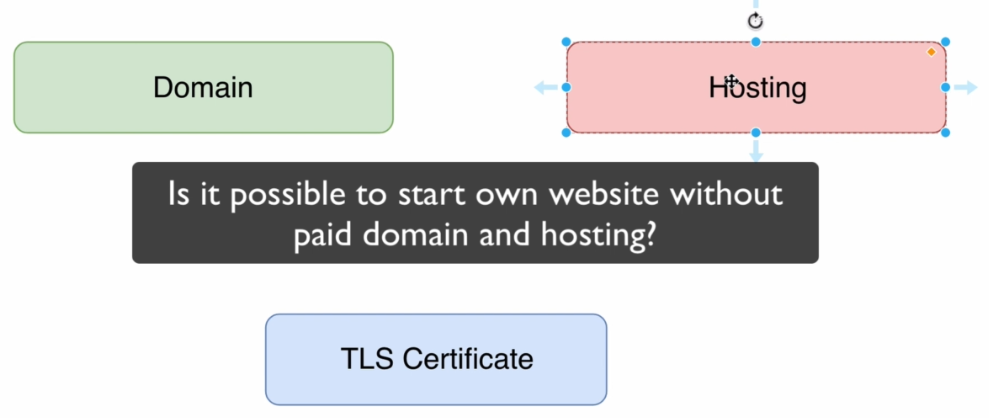 Domain
Hosting
Is it possible to start own website without
paid domain and hosting?
TLS Certificate